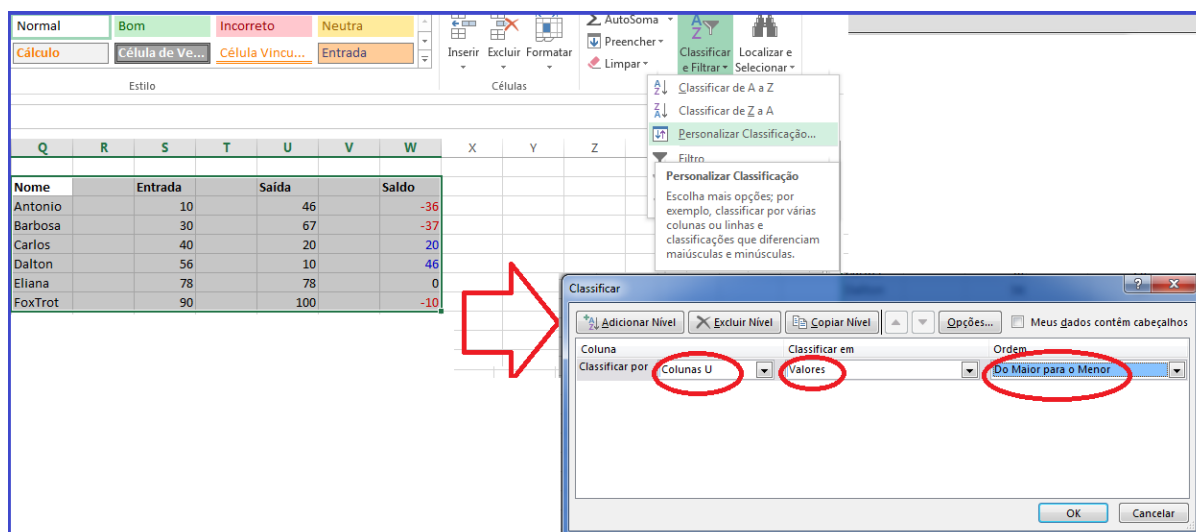 Normal Bom Incorreto Neutra
Cálculo Célula de Ve... Célula Vincu... Entrada
Estilo
Inserir Excluir Formatar
Células
AutoSoma
Preencher
Limpar
Classificar e Filtrar
Localizar e Selecionar
Classificar de A a Z
Classificar de Z a A
Personalizar Classificação...
Filtro
Personalizar Classificação
Escolha mais opções; por
exemplo, classificar por várias
colunas ou linhas e
classificações que diferenciam
maiúsculas e minúsculas.
Q R S T U V W X Y Z
Nome Entrada Saída Saldo
Antonio 10 46 -36
Barbosa 30 67 -37
Carlos 40 20 20
Dalton 56 10 46
Eliana 78 78 0
FoxTrot 90 100 -10
Classificar
Adicionar Nível Excluir Nível Copiar Nível Opções... Meus dados contêm cabeçalhos
Coluna Classificar em Ordem
Classificar por Colunas U Valores Do Maior para o Menor
OK Cancelar